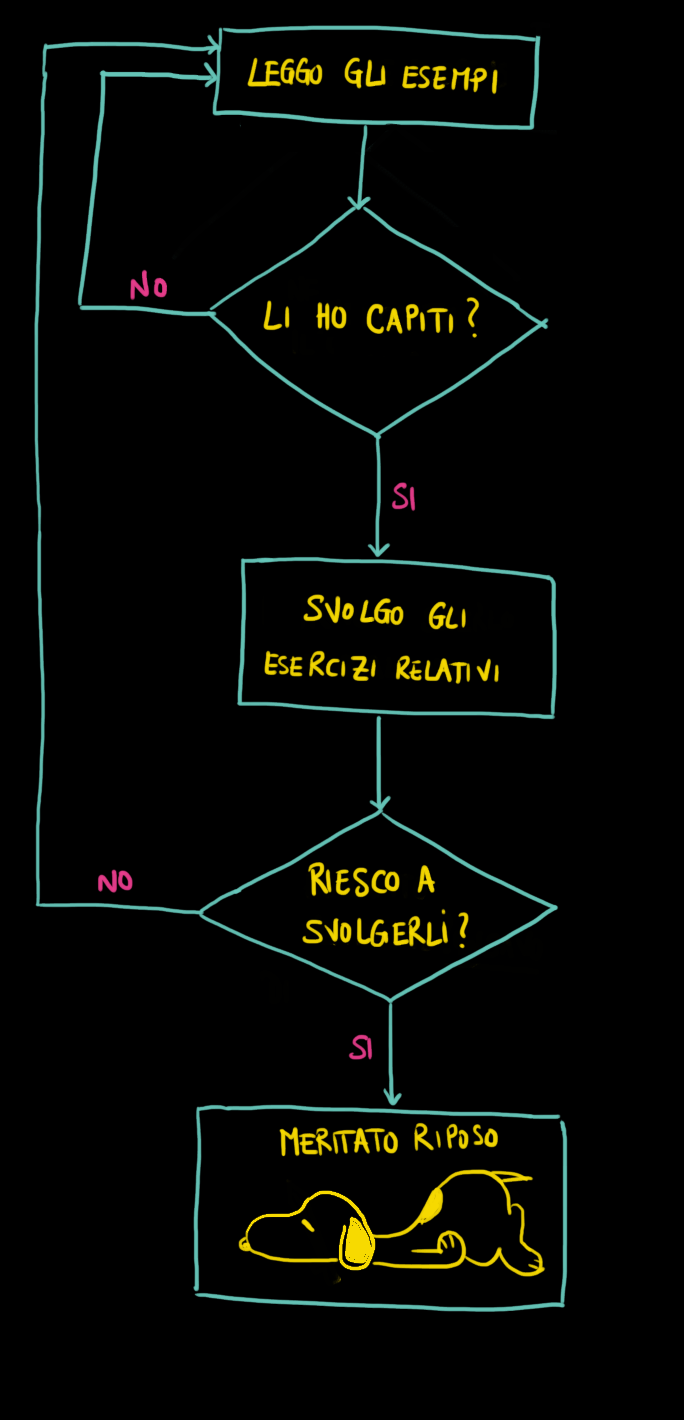 LEGGO GLI ESEMPI
NO
LI HO CAPITI?
SI
SVOLGO GLI
ESERCIZI RELATIVI
NO
RIESCO A
SVOLGERLI?
SI
MERITATO RIPOSO